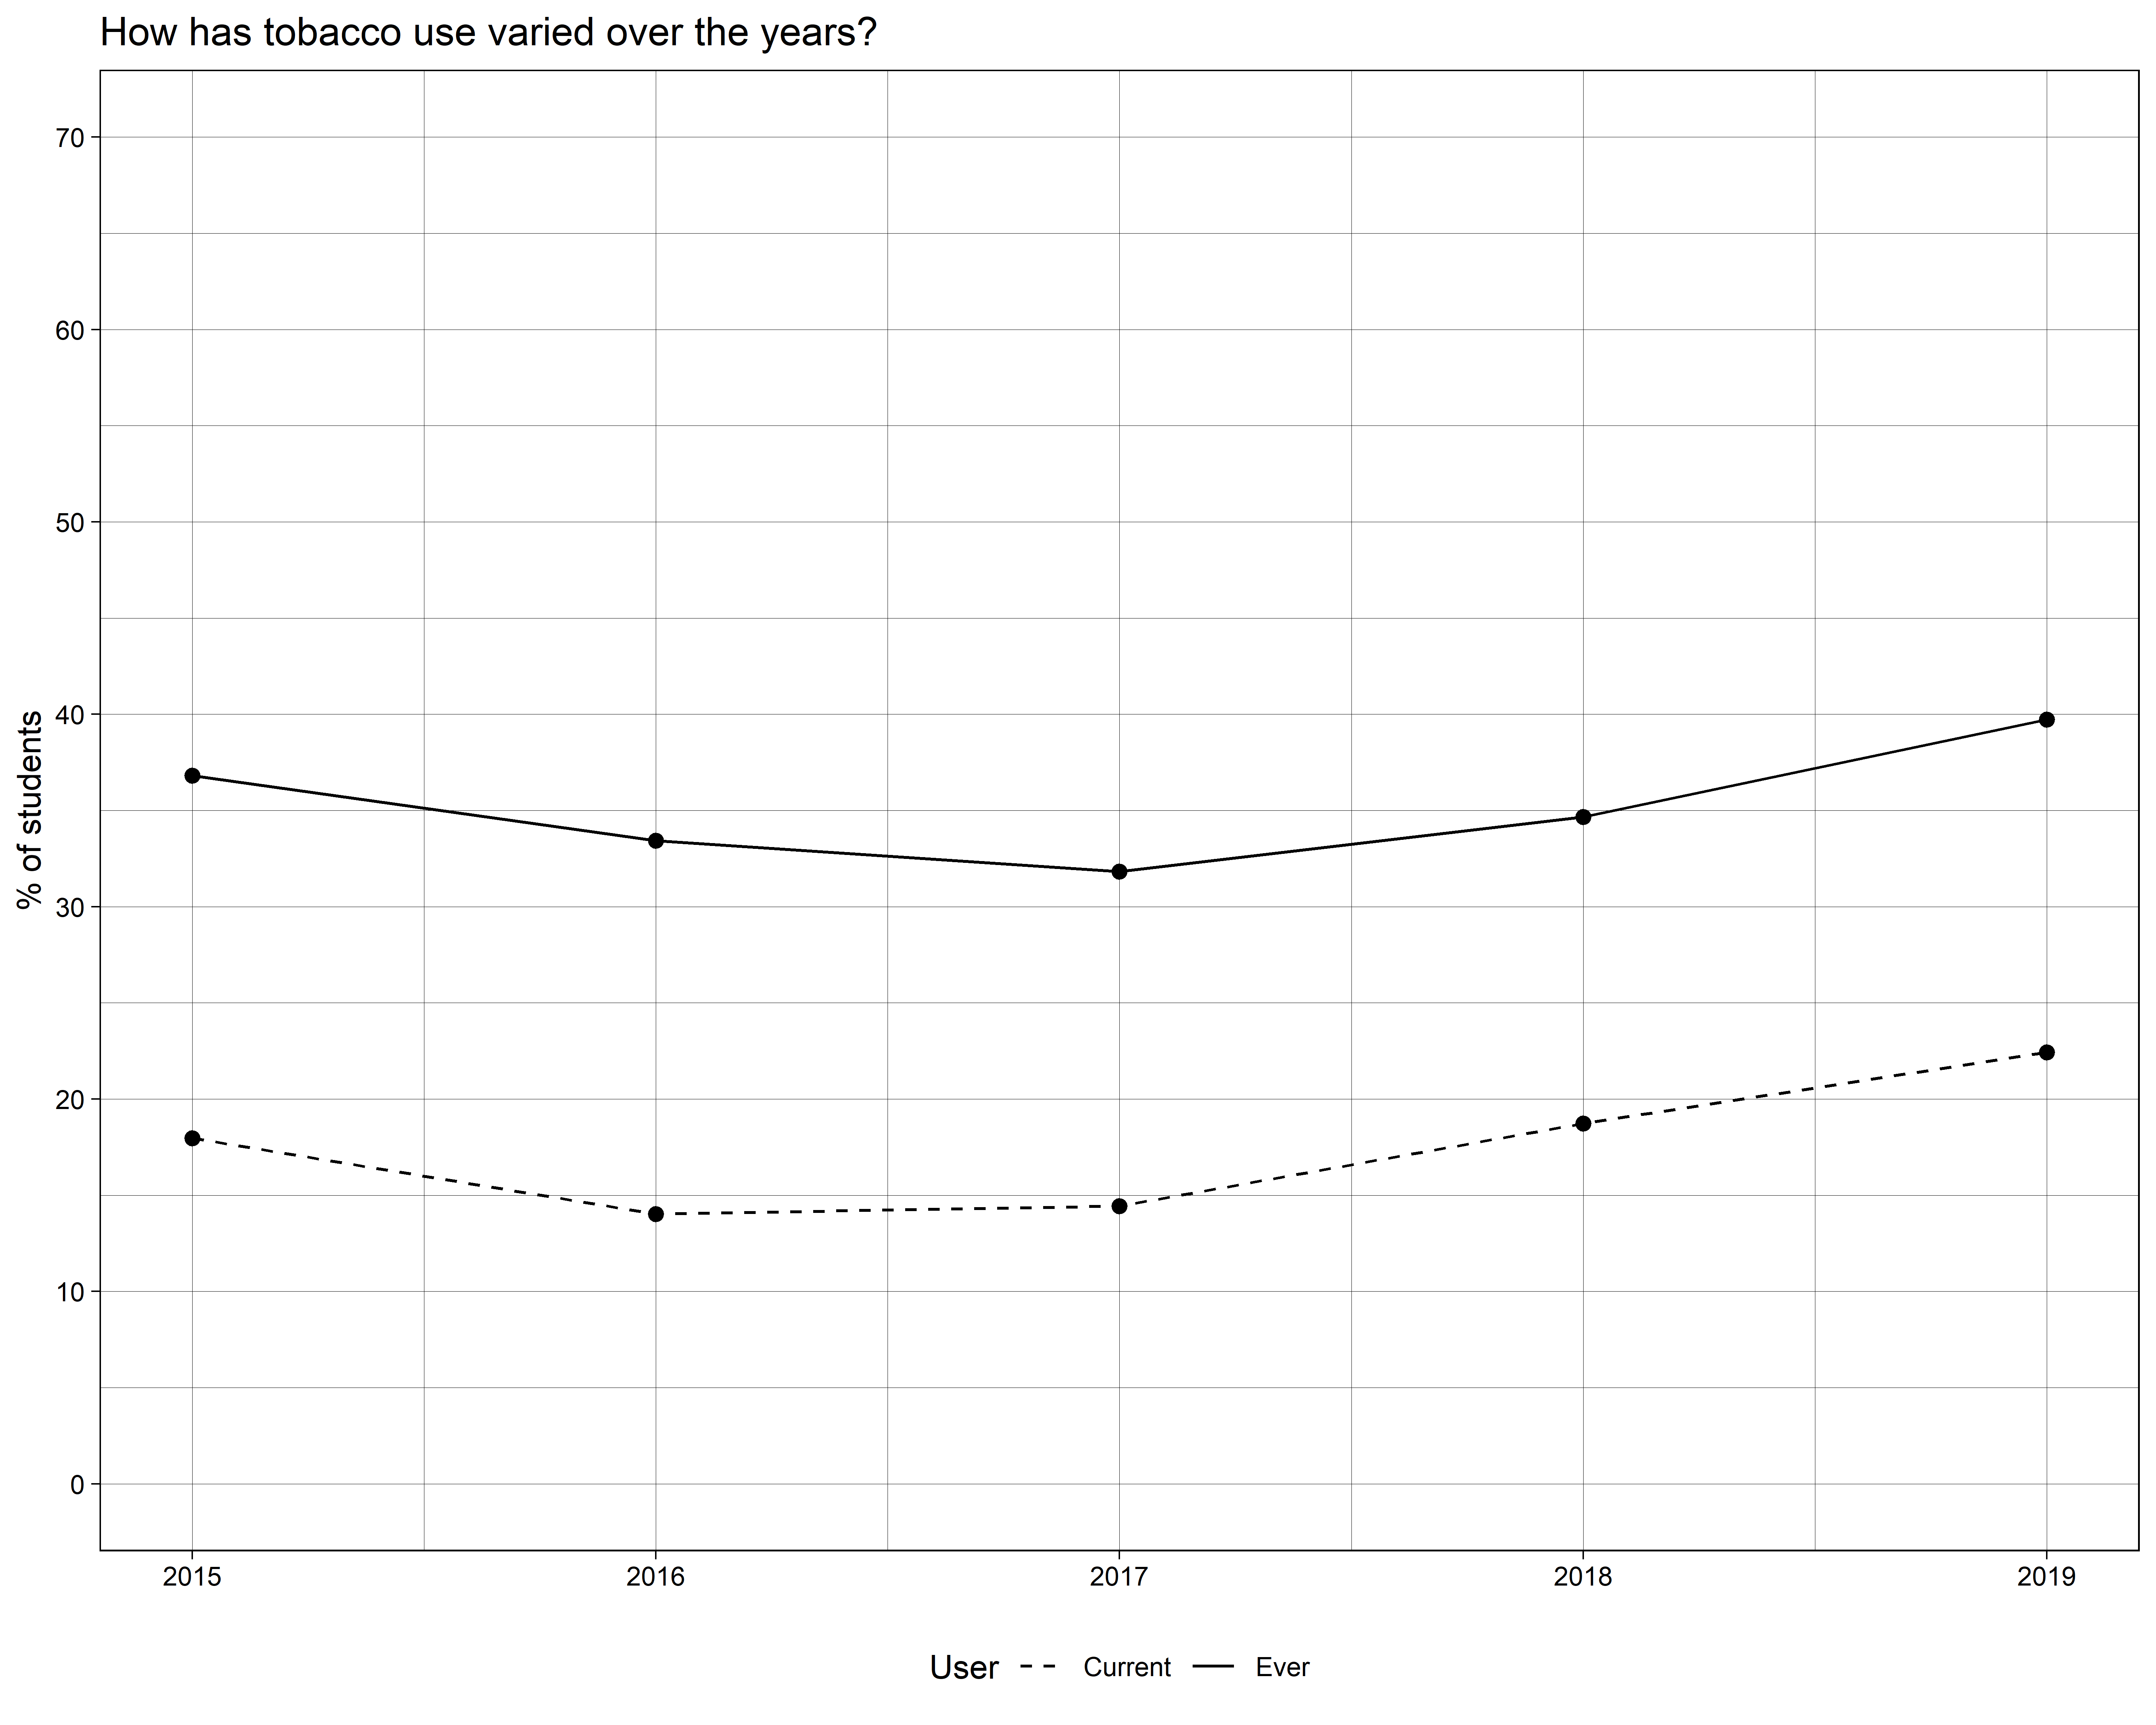 How has tobacco use varied over the years?
70
60
50
40
30
20
10
0
% of students
2015 2016 2017 2018 2019
User Current Ever